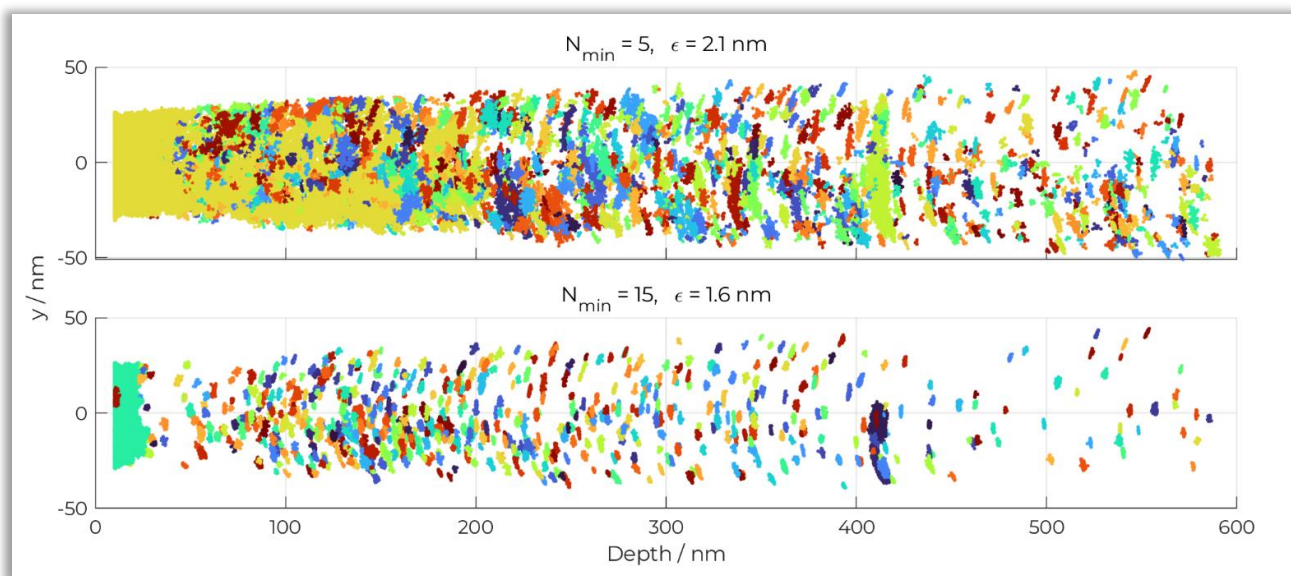 N_min = 5, ϵ = 2.1 nm
50
0
-50
y / nm
N_min = 15, ϵ = 1.6 nm
50
0
-50
0 100 200 300 400 500 600
Depth / nm